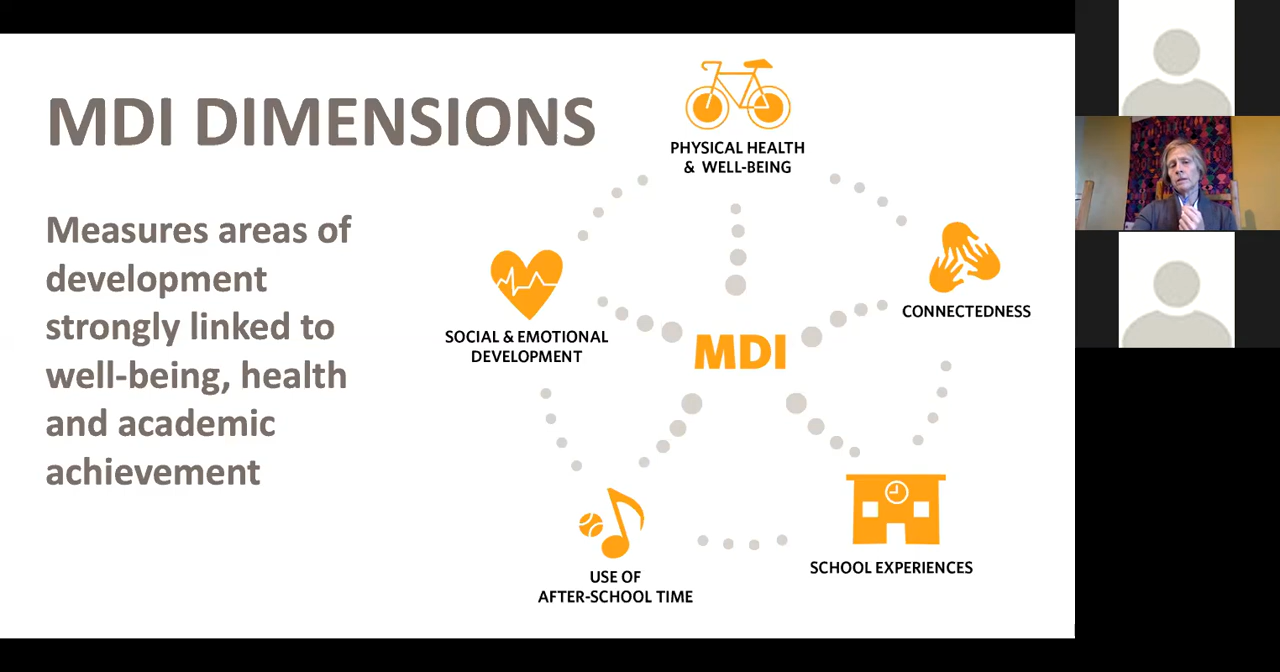 MDI DIMENSIONS
Measures areas of
development
strongly linked to
well-being, health
and academic
achievement
PHYSICAL HEALTH
& WELL-BEING
CONNECTEDNESS
SOCIAL & EMOTIONAL
DEVELOPMENT
MDI
USE OF
AFTER-SCHOOL TIME
SCHOOL EXPERIENCES